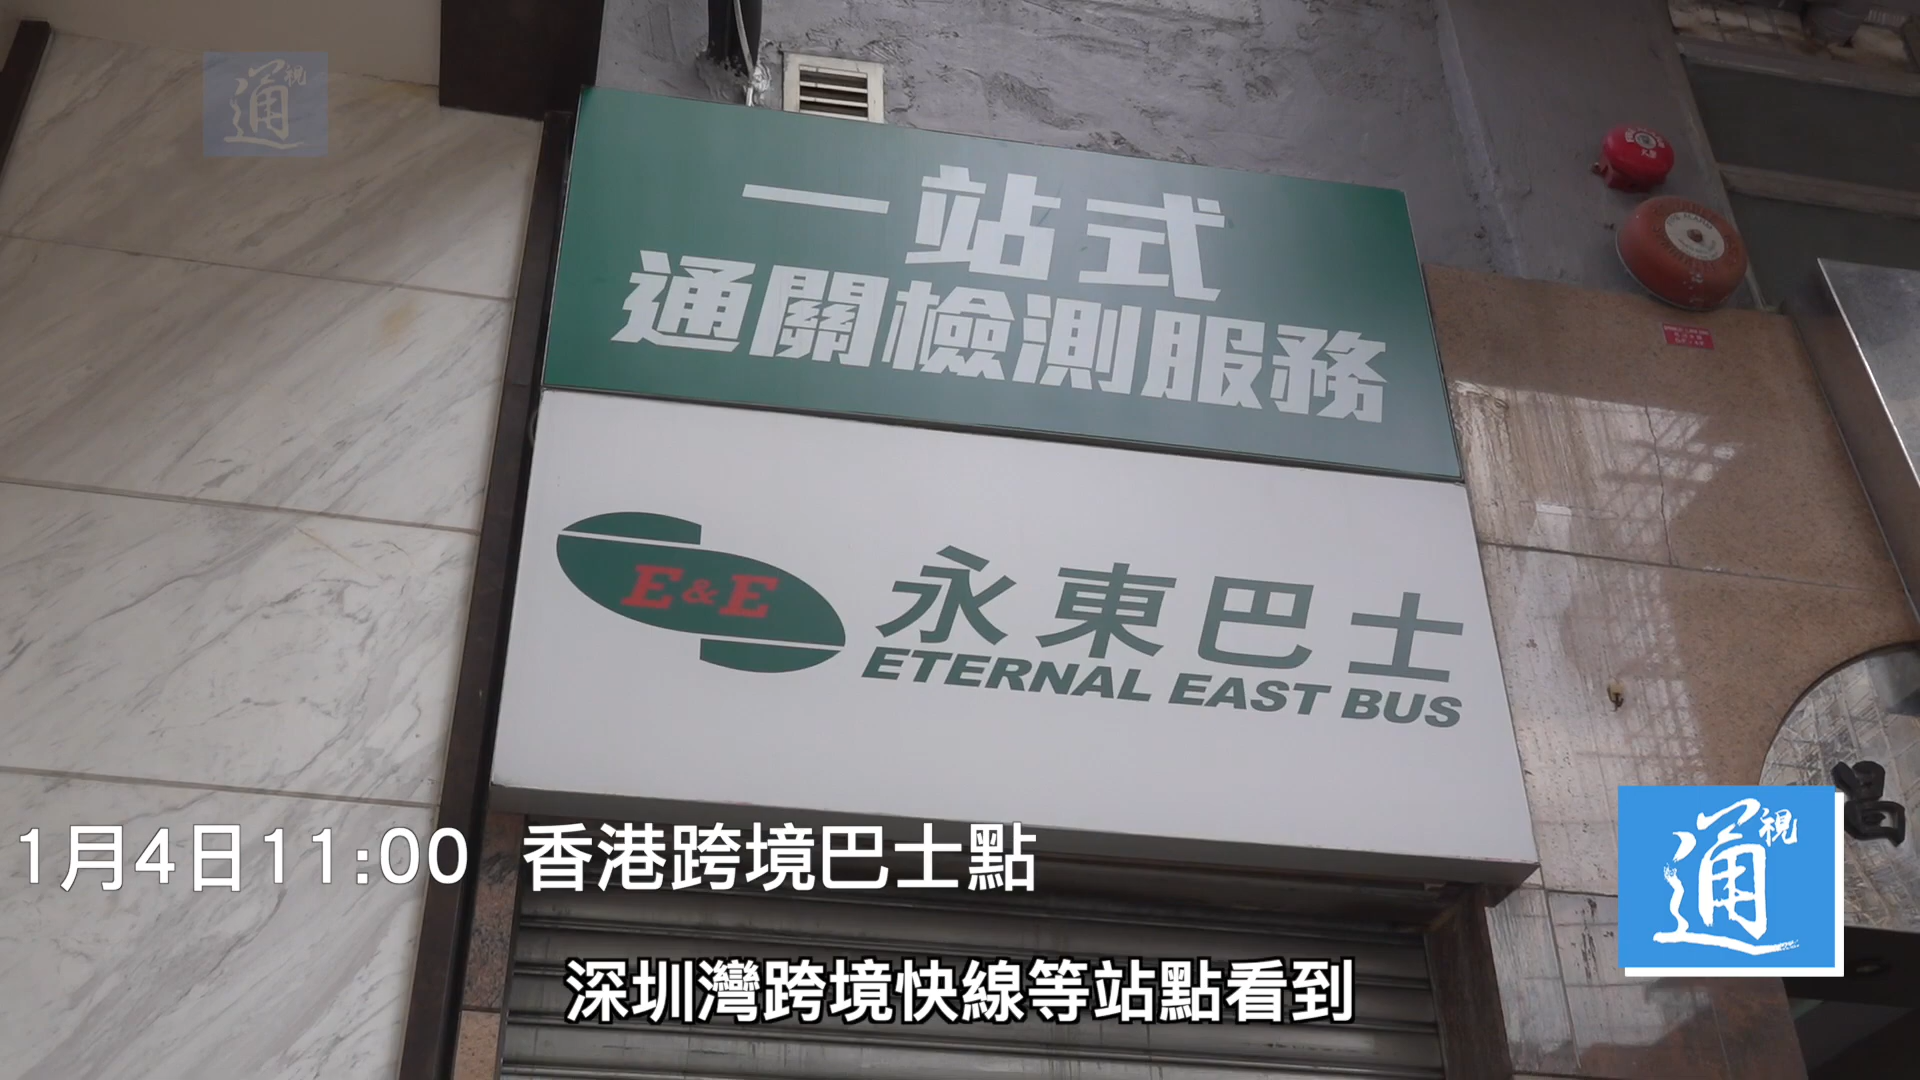 通視
一站式
通關檢測服務
E&E
永東巴士
ETERNAL EAST BUS
1月4日11:00 香港跨境巴士點
通視
深圳灣跨境快線等站點看到